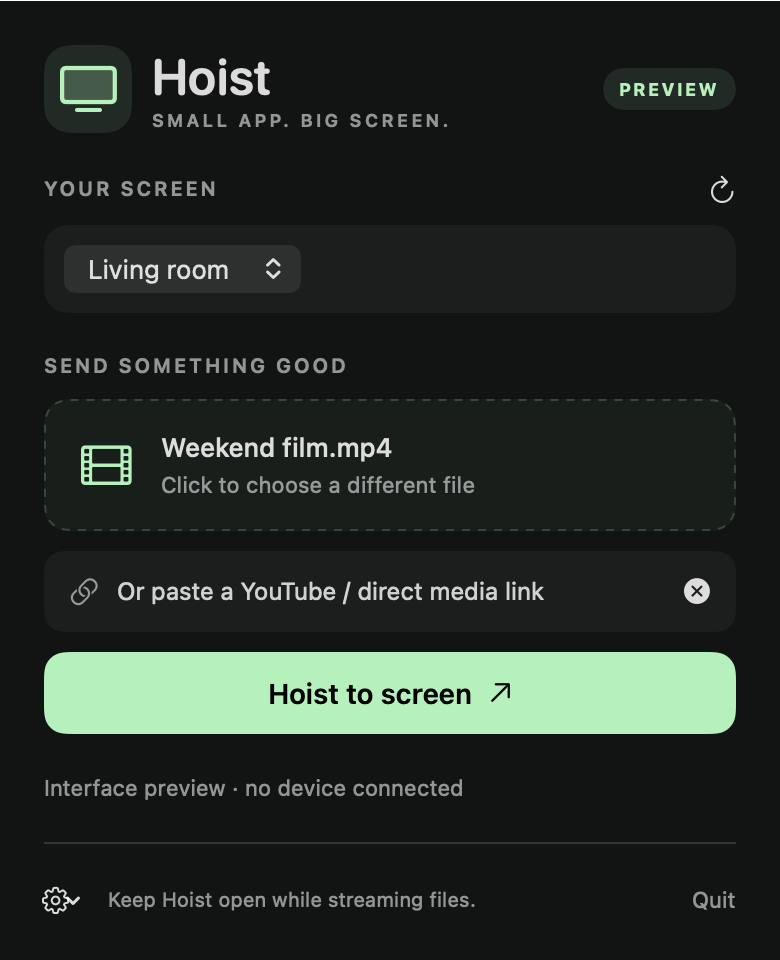 Hoist
SMALL APP. BIG SCREEN.
PREVIEW
YOUR SCREEN
Living room
SEND SOMETHING GOOD
Weekend film.mp4
Click to choose a different file
Or paste a YouTube / direct media link
Hoist to screen
Interface preview · no device connected
Keep Hoist open while streaming files.
Quit